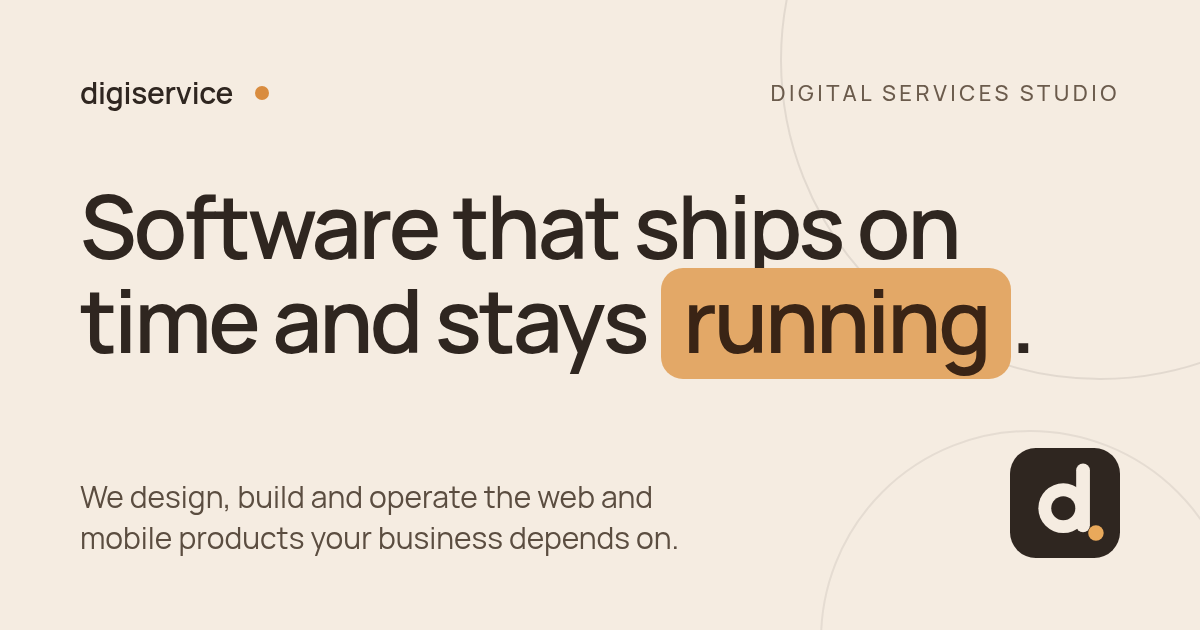 digiservice
DIGITAL SERVICES STUDIO
Software that ships on
time and stays running.
We design, build and operate the web and
mobile products your business depends on.
d.